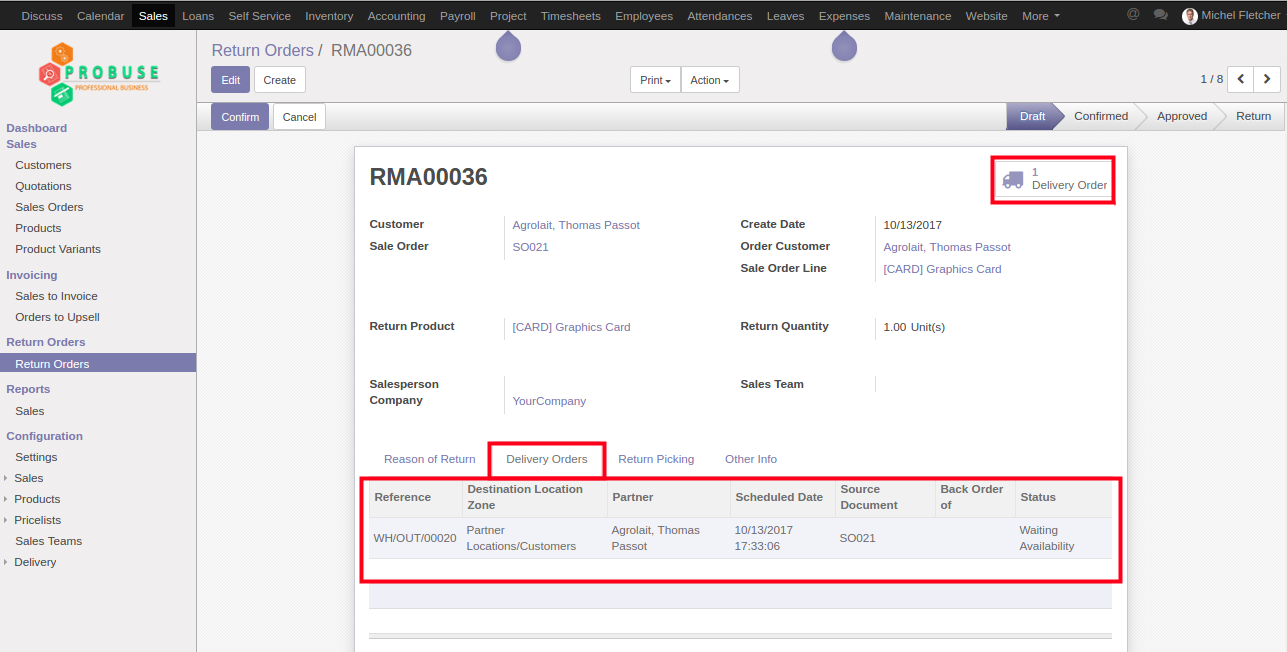 Discuss Calendar Sales Loans Self Service Inventory Accounting Payroll Project Timesheets Employees Attendances Leaves Expenses Maintenance Website More @ Michel Fletcher
PROBUSE
PROFESSIONAL BUSINESS
Dashboard
Sales
Customers
Quotations
Sales Orders
Products
Product Variants
Invoicing
Sales to Invoice
Orders to Upsell
Return Orders
Return Orders
Reports
Sales
Configuration
Settings
Sales
Products
Pricelists
Sales Teams
Delivery
Return Orders / RMA00036
Edit Create Print Action 1 / 8
Confirm Cancel Draft Confirmed Approved Return
RMA00036
1
Delivery Order
Customer Agrolait, Thomas Passot Create Date 10/13/2017
Sale Order SO021 Order Customer Agrolait, Thomas Passot
Sale Order Line [CARD] Graphics Card
Return Product [CARD] Graphics Card Return Quantity 1.00 Unit(s)
Salesperson Sales Team
Company YourCompany
Reason of Return Delivery Orders Return Picking Other Info
Reference Destination Location Zone Partner Scheduled Date Source Document Back Order of Status
WH/OUT/00020 Partner Locations/Customers Agrolait, Thomas Passot 10/13/2017 17:33:06 SO021 Waiting Availability